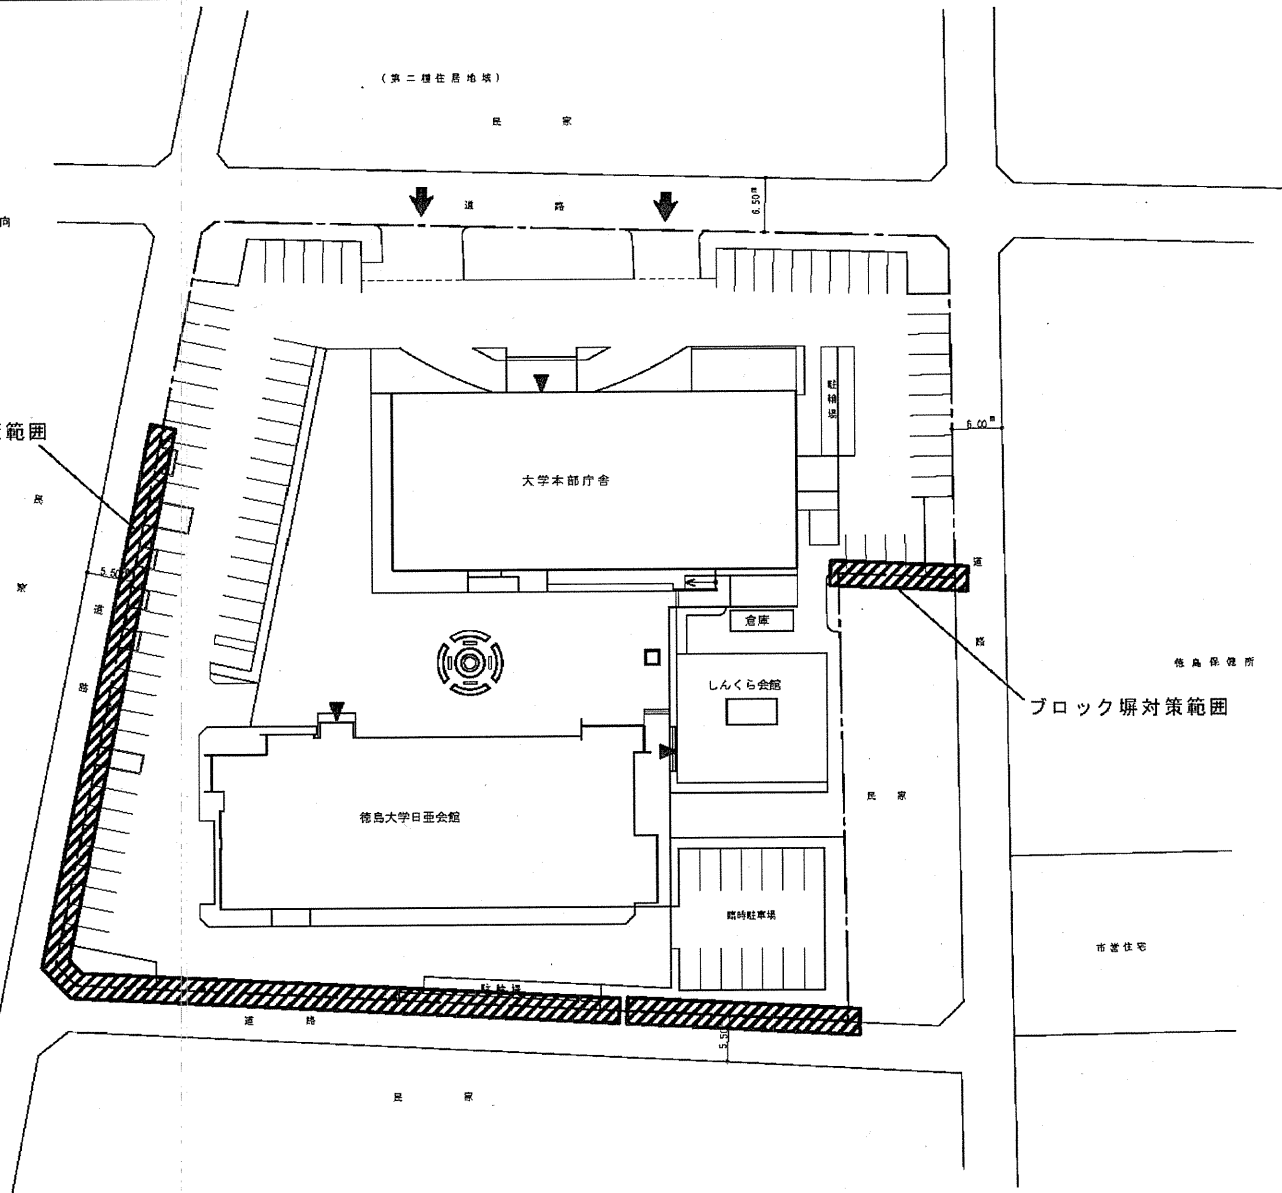 (第二種住居地域)
民家
向
道路
6.50m
駐輪場
範囲
6.00m
大学本部庁舎
民家
5.50
道路
道路
倉庫
徳島保健所
しんくら会館
ブロック塀対策範囲
民家
徳島大学日亜会館
臨時駐車場
市営住宅
駐輪場
道路
5.50
民家